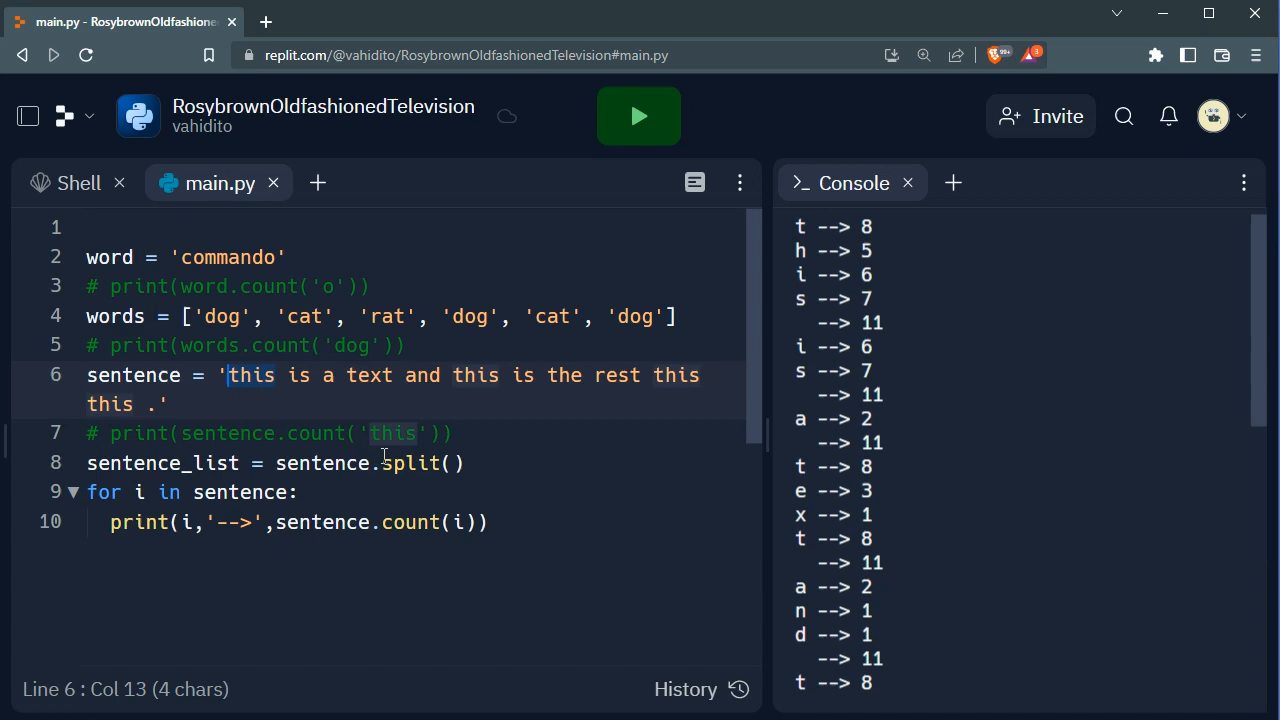 main.py - RosybrownOldfashione
replit.com/@vahidito/RosybrownOldfashionedTelevision#main.py
99+
3
RosybrownOldfashionedTelevision
vahidito
Invite
Shell
main.py
1
2 word = 'commando'
3 # print(word.count('o'))
4 words = ['dog', 'cat', 'rat', 'dog', 'cat', 'dog']
5 # print(words.count('dog'))
6 sentence = 'this is a text and this is the rest this
this .'
7 # print(sentence.count('this'))
8 sentence_list = sentence.split()
9 for i in sentence:
10 print(i,'-->',sentence.count(i))
Line 6 : Col 13 (4 chars)
History
Console
t --> 8
h --> 5
i --> 6
s --> 7
--> 11
i --> 6
s --> 7
--> 11
a --> 2
--> 11
t --> 8
e --> 3
x --> 1
t --> 8
--> 11
a --> 2
n --> 1
d --> 1
--> 11
t --> 8